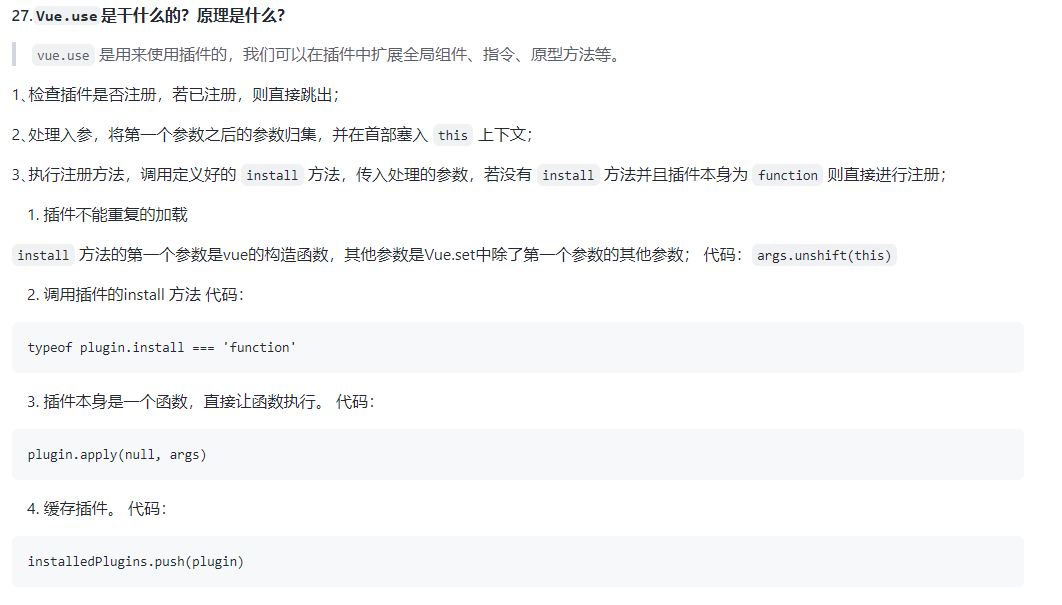 27.Vue.use是干什么的？原理是什么？
vue.use 是用来使用插件的，我们可以在插件中扩展全局组件、指令、原型方法等。
1、检查插件是否注册，若已注册，则直接跳出；
2、处理入参，将第一个参数之后的参数归集，并在首部塞入 this 上下文；
3、执行注册方法，调用定义好的 install 方法，传入处理的参数，若没有 install 方法并且插件本身为 function 则直接进行注册；
1. 插件不能重复的加载
install 方法的第一个参数是vue的构造函数，其他参数是Vue.set中除了第一个参数的其他参数； 代码：args.unshift(this)
2. 调用插件的install 方法 代码：
typeof plugin.install === 'function'
3. 插件本身是一个函数，直接让函数执行。 代码：
plugin.apply(null, args)
4. 缓存插件。 代码：
installedPlugins.push(plugin)